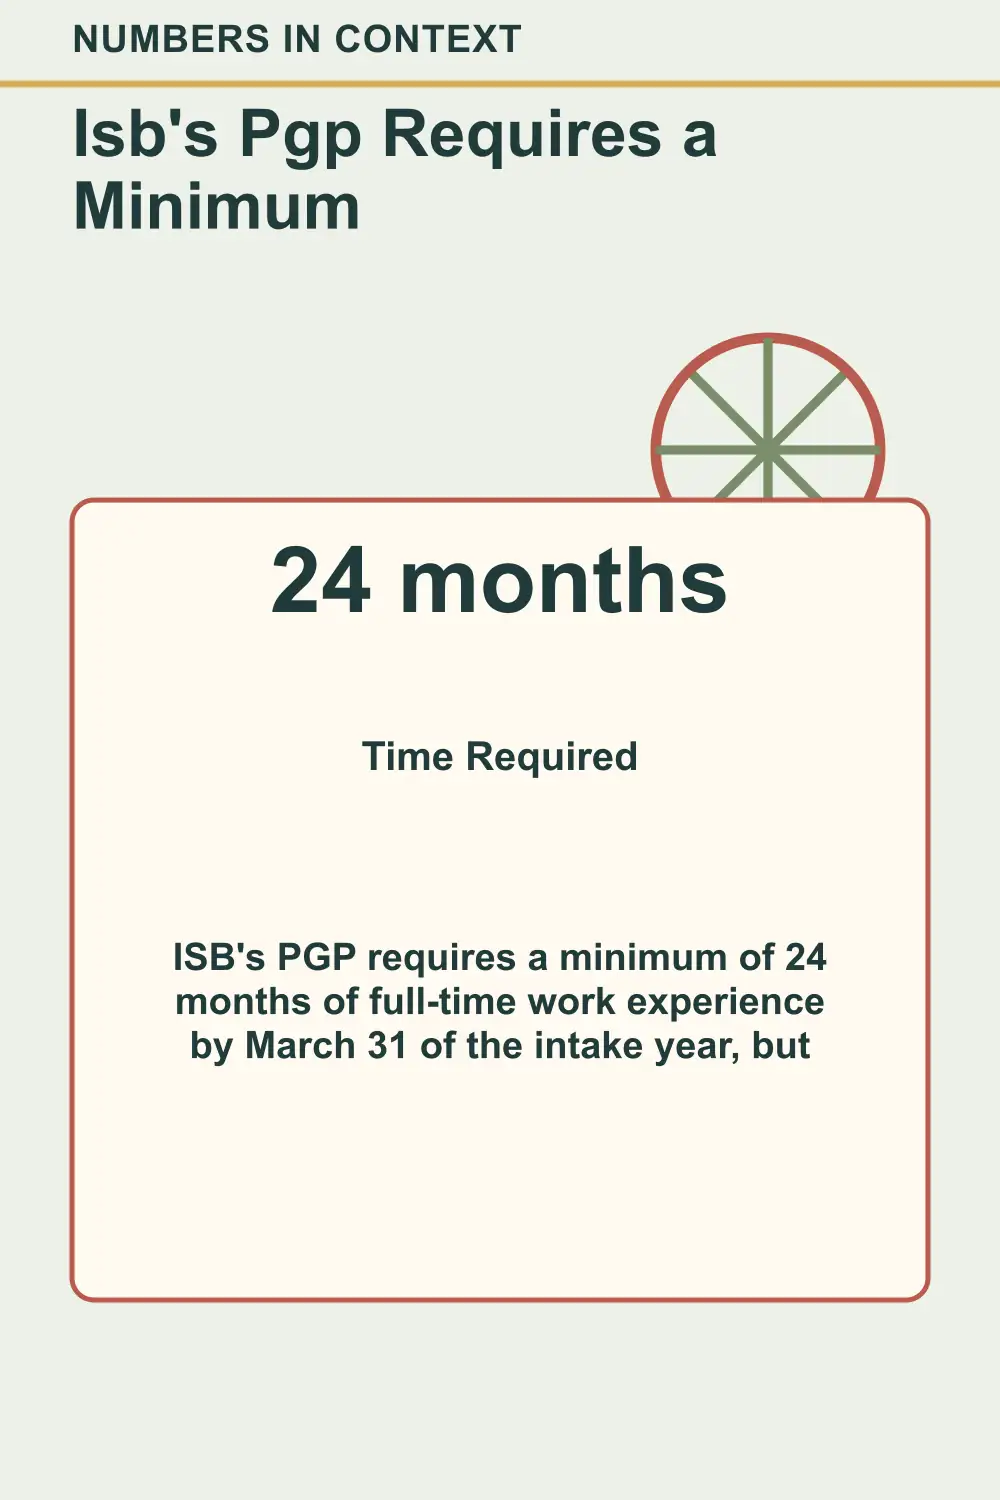 NUMBERS IN CONTEXT
Isb's Pgp Requires a
Minimum
24 months
Time Required
ISB's PGP requires a minimum of 24
months of full-time work experience
by March 31 of the intake year, but